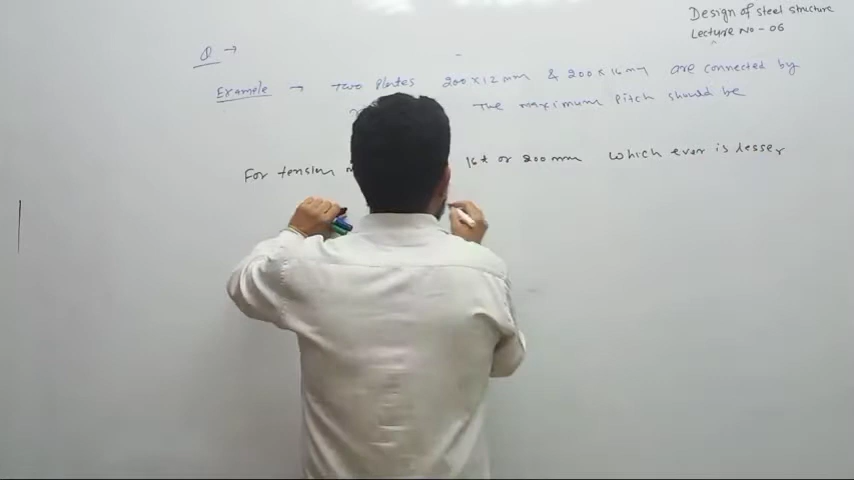 Design of steel structure
Lecture No - 06
Q →
Example → Two Plates 200 x 12 mm & 200 x 16 mm are connected by
The maximum Pitch should be
For tension 16t or 200 mm which ever is lesser